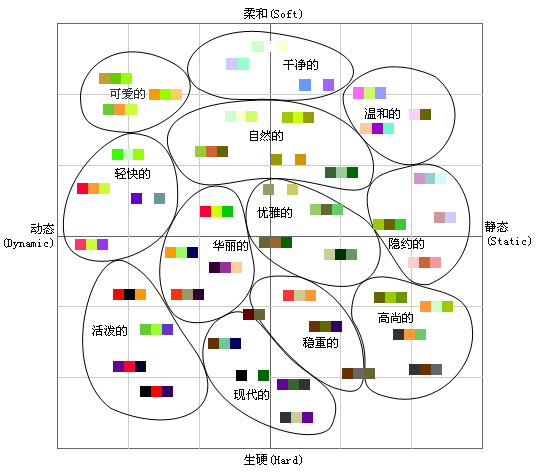 柔和(Soft)
干净的
可爱的
温和的
自然的
轻快的
优雅的
动态
(Dynamic)
静态
(Static)
华丽的
隐约的
高尚的
活泼的
稳重的
现代的
生硬(Hard)